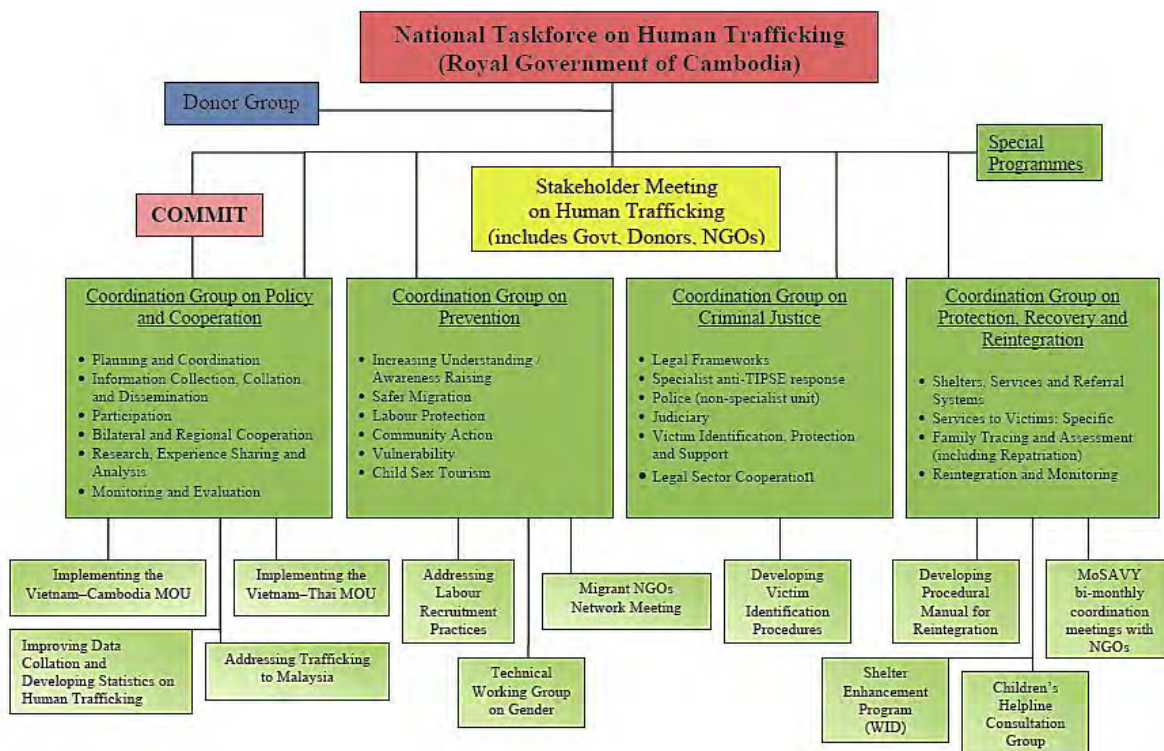 National Taskforce on Human Trafficking
(Royal Government of Cambodia)
Donor Group
Special
Programmes
COMMIT
Stakeholder Meeting
on Human Trafficking
(includes Govt, Donors, NGOs)
Coordination Group on Policy
and Cooperation
• Planning and Coordination
• Information Collection, Collation
and Dissemination
• Participation
• Bilateral and Regional Cooperation
• Research, Experience Sharing and
Analysis
• Monitoring and Evaluation
Coordination Group on
Prevention
• Increasing Understanding /
Awareness Raising
• Safer Migration
• Labour Protection
• Community Action
• Vulnerability
• Child Sex Tourism
Coordination Group on
Criminal Justice
• Legal Frameworks
• Specialist anti-TIPSE response
• Police (non-specialist unit)
• Judiciary
• Victim Identification, Protection
and Support
• Legal Sector Cooperation
Coordination Group on
Protection, Recovery and
Reintegration
• Shelters, Services and Referral
Systems
• Services to Victims: Specific
• Family Tracing and Assessment
(including Repatriation)
• Reintegration and Monitoring
Implementing the
Vietnam–Cambodia MOU
Implementing the
Vietnam–Thai MOU
Improving Data
Collation and
Developing Statistics on
Human Trafficking
Addressing Trafficking
to Malaysia
Addressing
Labour
Recruitment
Practices
Migrant NGOs
Network Meeting
Technical
Working Group
on Gender
Developing
Victim
Identification
Procedures
Developing
Procedural
Manual for
Reintegration
MoSAVY
bi-monthly
coordination
meetings with
NGOs
Shelter
Enhancement
Program
(WID)
Children's
Helpline
Consultation
Group